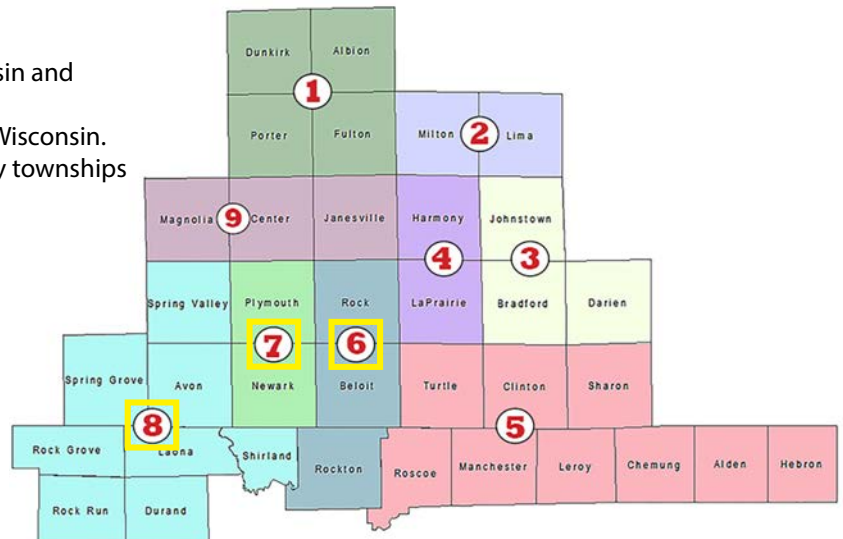 sin and
Wisconsin.
y townships
Dunkirk Albion
1
Porter Fulton Milton 2 Lima
Magnolia 9 Center Janesville Harmony Johnstown
4 3
Spring Valley Plymouth Rock LaPrairie Bradford Darien
7 6
Spring Grove Avon Newark Beloit Turtle Clinton Sharon
8 5
Rock Grove Laona Shirland Rockton Roscoe Manchester Leroy Chemung Alden Hebron
Rock Run Durand